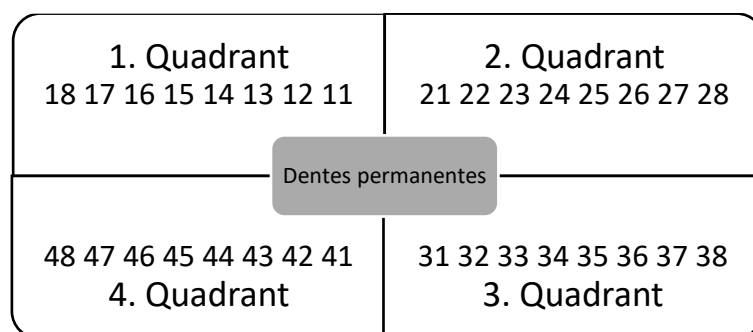 1. Quadrant
18 17 16 15 14 13 12 11
2. Quadrant
21 22 23 24 25 26 27 28
Dentes permanentes
48 47 46 45 44 43 42 41
4. Quadrant
31 32 33 34 35 36 37 38
3. Quadrant